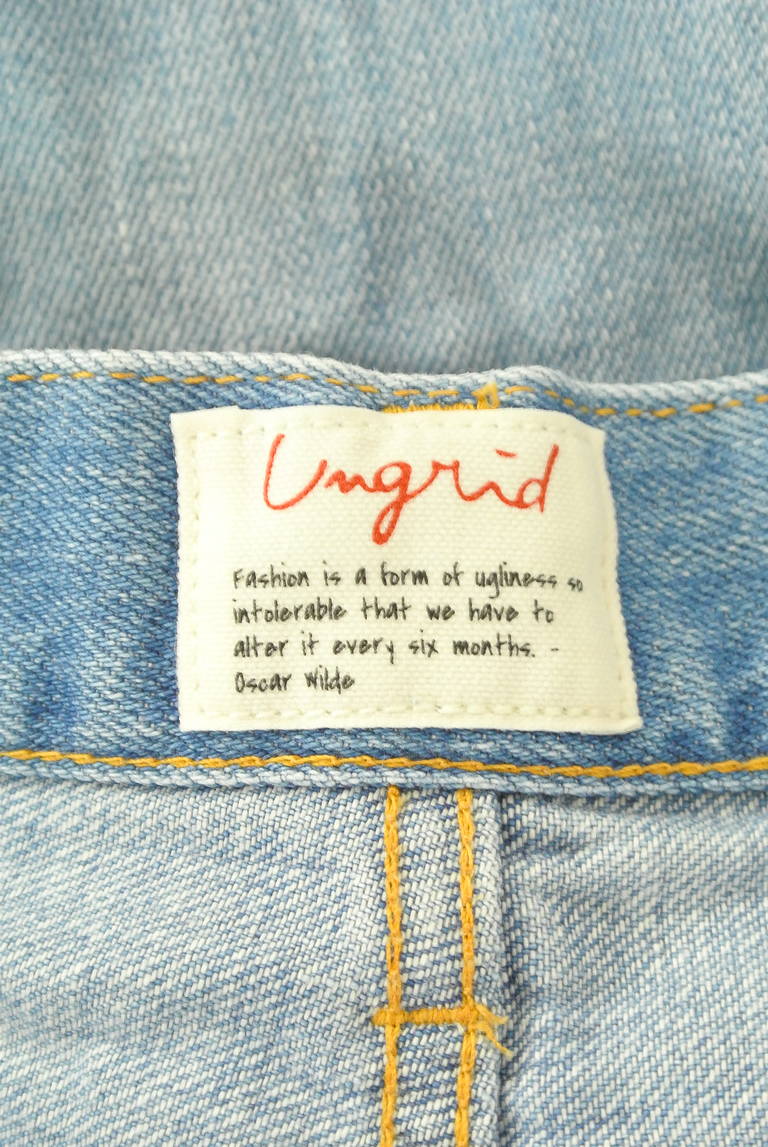 Ungrid
Fashion is a form of ugliness so
intolerable that we have to
alter it every six months. -
Oscar Wilde